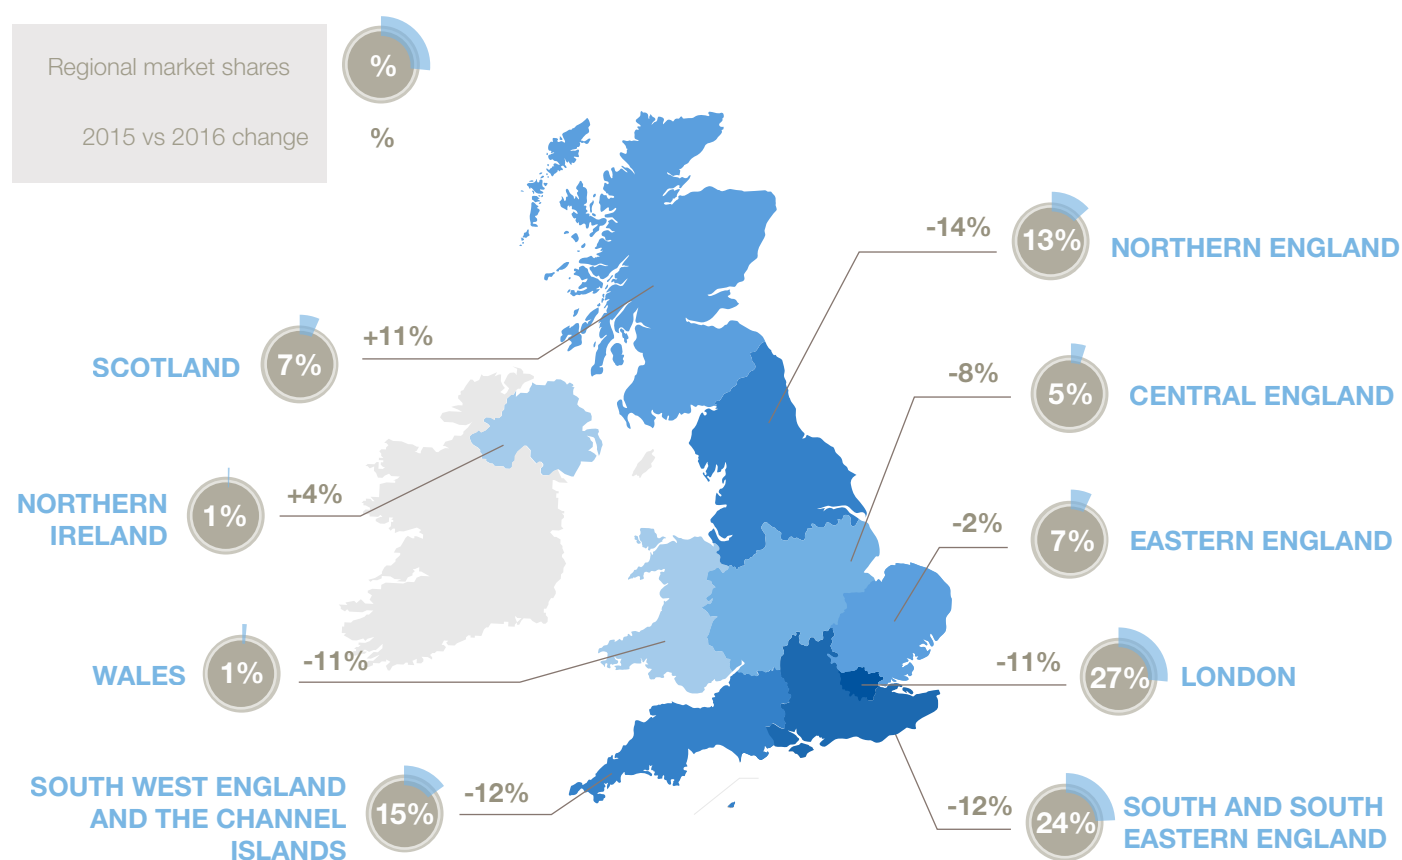 Regional market shares
%
2015 vs 2016 change
%
-14%
13%
NORTHERN ENGLAND
+11%
7%
SCOTLAND
-8%
5%
CENTRAL ENGLAND
+4%
1%
NORTHERN
IRELAND
-2%
7%
EASTERN ENGLAND
-11%
1%
WALES
-11%
27%
LONDON
SOUTH WEST ENGLAND
AND THE CHANNEL
ISLANDS
15%
-12%
-12%
24%
SOUTH AND SOUTH
EASTERN ENGLAND